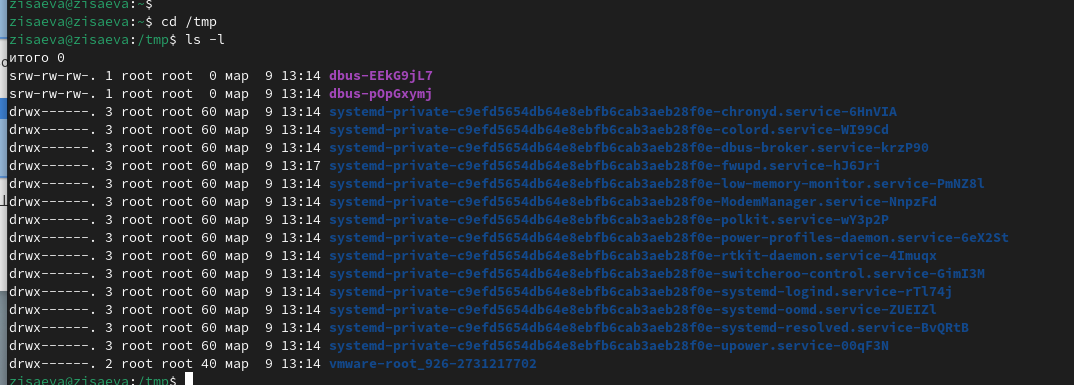 zisaeva@zisaeva:~$
zisaeva@zisaeva:~$ cd /tmp
zisaeva@zisaeva:/tmp$ ls -l
итого 0
srw-rw-rw-. 1 root root  0 мар  9 13:14 dbus-EEkG9jL7
srw-rw-rw-. 1 root root  0 мар  9 13:14 dbus-pOpGxymj
drwx------. 3 root root 60 мар  9 13:14 systemd-private-c9efd5654db64e8ebfb6cab3aeb28f0e-chronyd.service-6HnVIA
drwx------. 3 root root 60 мар  9 13:14 systemd-private-c9efd5654db64e8ebfb6cab3aeb28f0e-colord.service-WI99Cd
drwx------. 3 root root 60 мар  9 13:14 systemd-private-c9efd5654db64e8ebfb6cab3aeb28f0e-dbus-broker.service-krzP90
drwx------. 3 root root 60 мар  9 13:17 systemd-private-c9efd5654db64e8ebfb6cab3aeb28f0e-fwupd.service-hJ6Jri
drwx------. 3 root root 60 мар  9 13:14 systemd-private-c9efd5654db64e8ebfb6cab3aeb28f0e-low-memory-monitor.service-PmNZ8l
drwx------. 3 root root 60 мар  9 13:14 systemd-private-c9efd5654db64e8ebfb6cab3aeb28f0e-ModemManager.service-NnpzFd
drwx------. 3 root root 60 мар  9 13:14 systemd-private-c9efd5654db64e8ebfb6cab3aeb28f0e-polkit.service-wY3p2P
drwx------. 3 root root 60 мар  9 13:14 systemd-private-c9efd5654db64e8ebfb6cab3aeb28f0e-power-profiles-daemon.service-6eX2St
drwx------. 3 root root 60 мар  9 13:14 systemd-private-c9efd5654db64e8ebfb6cab3aeb28f0e-rtkit-daemon.service-4Imuqx
drwx------. 3 root root 60 мар  9 13:14 systemd-private-c9efd5654db64e8ebfb6cab3aeb28f0e-switcheroo-control.service-GimI3M
drwx------. 3 root root 60 мар  9 13:14 systemd-private-c9efd5654db64e8ebfb6cab3aeb28f0e-systemd-logind.service-rTl74j
drwx------. 3 root root 60 мар  9 13:14 systemd-private-c9efd5654db64e8ebfb6cab3aeb28f0e-systemd-oomd.service-ZUEIZl
drwx------. 3 root root 60 мар  9 13:14 systemd-private-c9efd5654db64e8ebfb6cab3aeb28f0e-systemd-resolved.service-BvQRtB
drwx------. 3 root root 60 мар  9 13:14 systemd-private-c9efd5654db64e8ebfb6cab3aeb28f0e-upower.service-00qF3N
drwx------. 2 root root 40 мар  9 13:14 vmware-root_926-2731217702
zisaeva@zisaeva:/tmp$